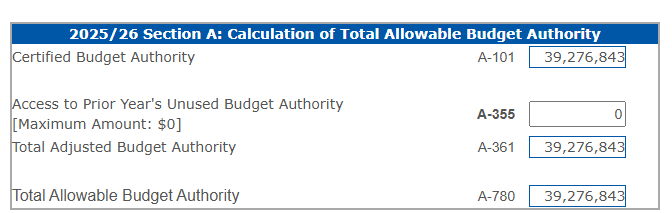 2025/26 Section A: Calculation of Total Allowable Budget Authority
Certified Budget Authority A-101 39,276,843
Access to Prior Year's Unused Budget Authority
[Maximum Amount: $0] A-355 0
Total Adjusted Budget Authority A-361 39,276,843
Total Allowable Budget Authority A-780 39,276,843